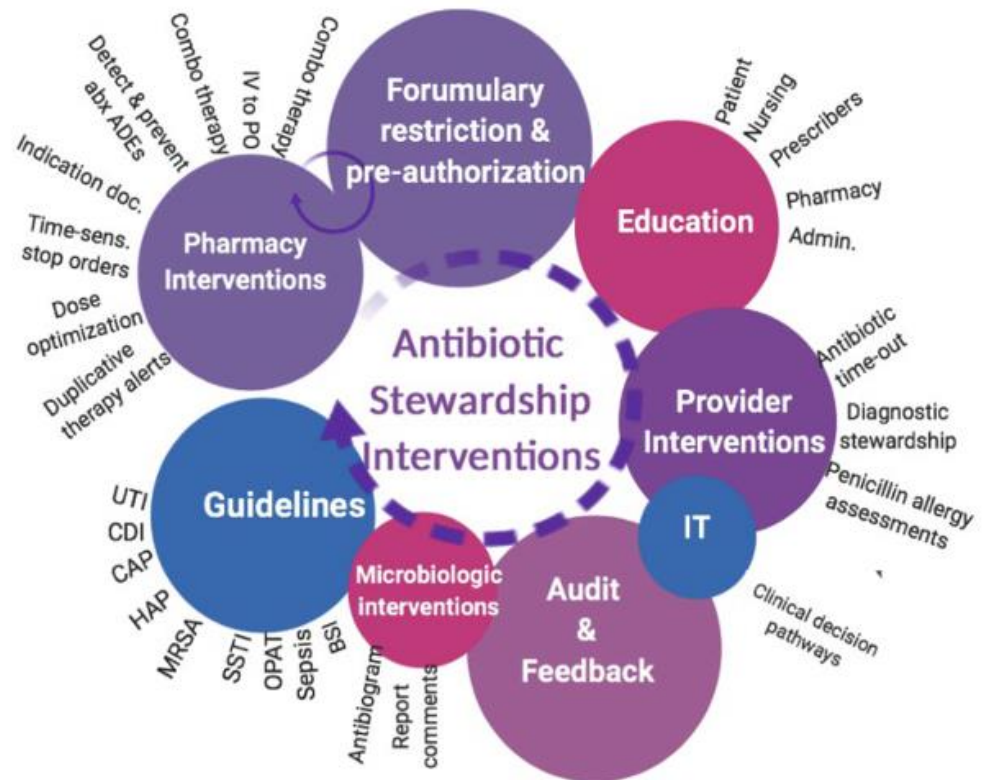 Forumulary
restriction &
pre-authorization
Patient
Nursing
Prescribers
Pharmacy
Admin.
Education
Antibiotic
time-out
Diagnostic
stewardship
Penicillin allergy
assessments
Provider
Interventions
IT
Clinical decision
pathways
Audit
&
Feedback
Microbiologic
interventions
Antibiogram
Report
comments
Guidelines
UTI
CDI
CAP
HAP
MRSA
SSTI
OPAT
Sepsis
BSI
Pharmacy
Interventions
Duplicative
therapy alerts
Dose
optimization
Time-sens.
stop orders
Indication doc.
Detect & prevent
abx ADEs
Combo therapy
IV to PO
Combo therapy
Antibiotic
Stewardship
Interventions